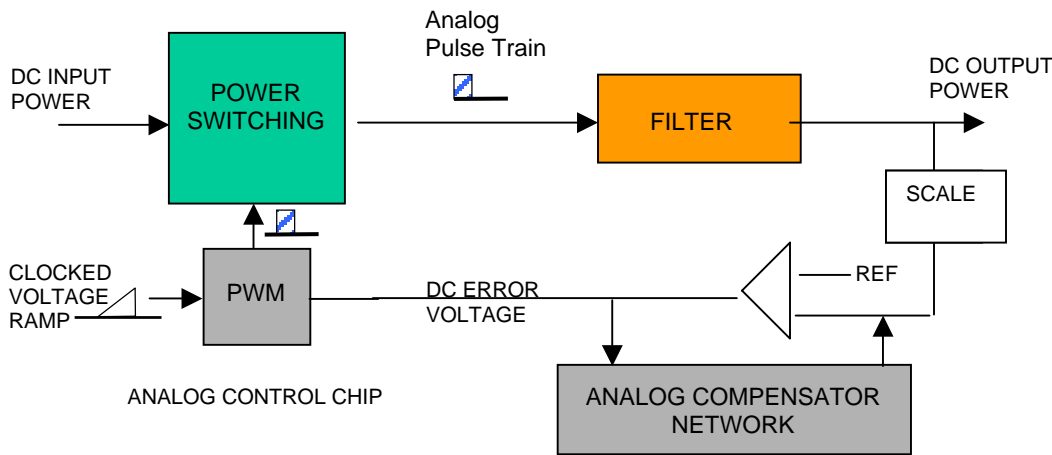 Analog
Pulse Train
DC INPUT
POWER
POWER
SWITCHING
FILTER
DC OUTPUT
POWER
SCALE
CLOCKED
VOLTAGE
RAMP
PWM
DC ERROR
VOLTAGE
REF
ANALOG CONTROL CHIP
ANALOG COMPENSATOR
NETWORK